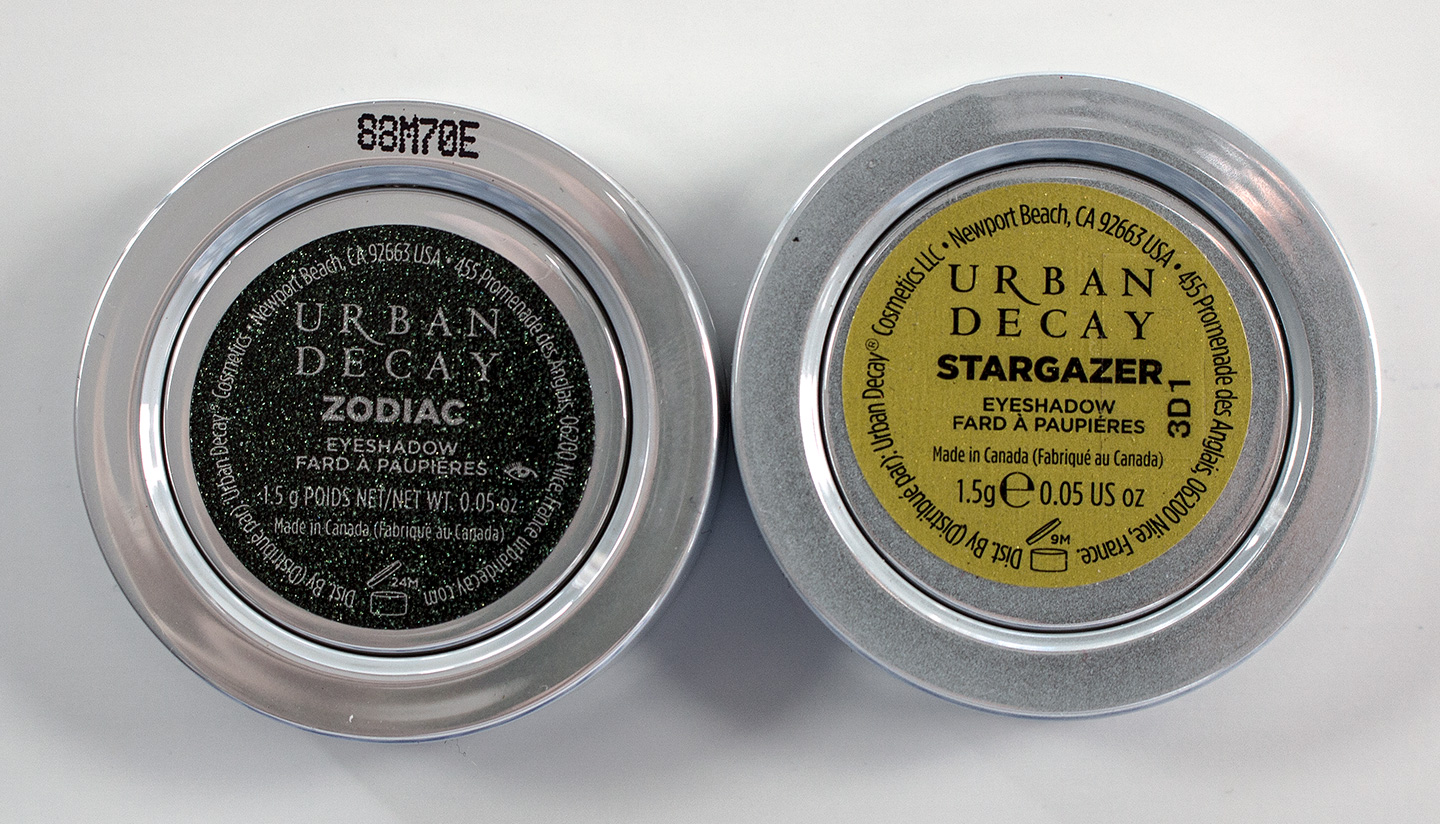 88M70E
URBAN
DECAY
ZODIAC
EYESHADOW
FARD À PAUPIÈRES
1.5 g POIDS NET/NET WT. 0.05 oz
Made in Canada (Fabriqué au Canada)
24M
Dist. By (Distribué par) Urban Decay™ Cosmetics • Newport Beach, CA 92663 USA • 455 Promenade des Anglais, 06200 Nice France urbandecay.com
URBAN
DECAY
STARGAZER
EYESHADOW
FARD À PAUPIÉRES
3D1
Made in Canada (Fabriqué au Canada)
1.5g℮0.05 US oz
9M
Dist. By (Distribué par): Urban Decay® Cosmetics LLC • Newport Beach, CA 92663 USA • 455 Promenade des Anglais, 06200 Nice, France.